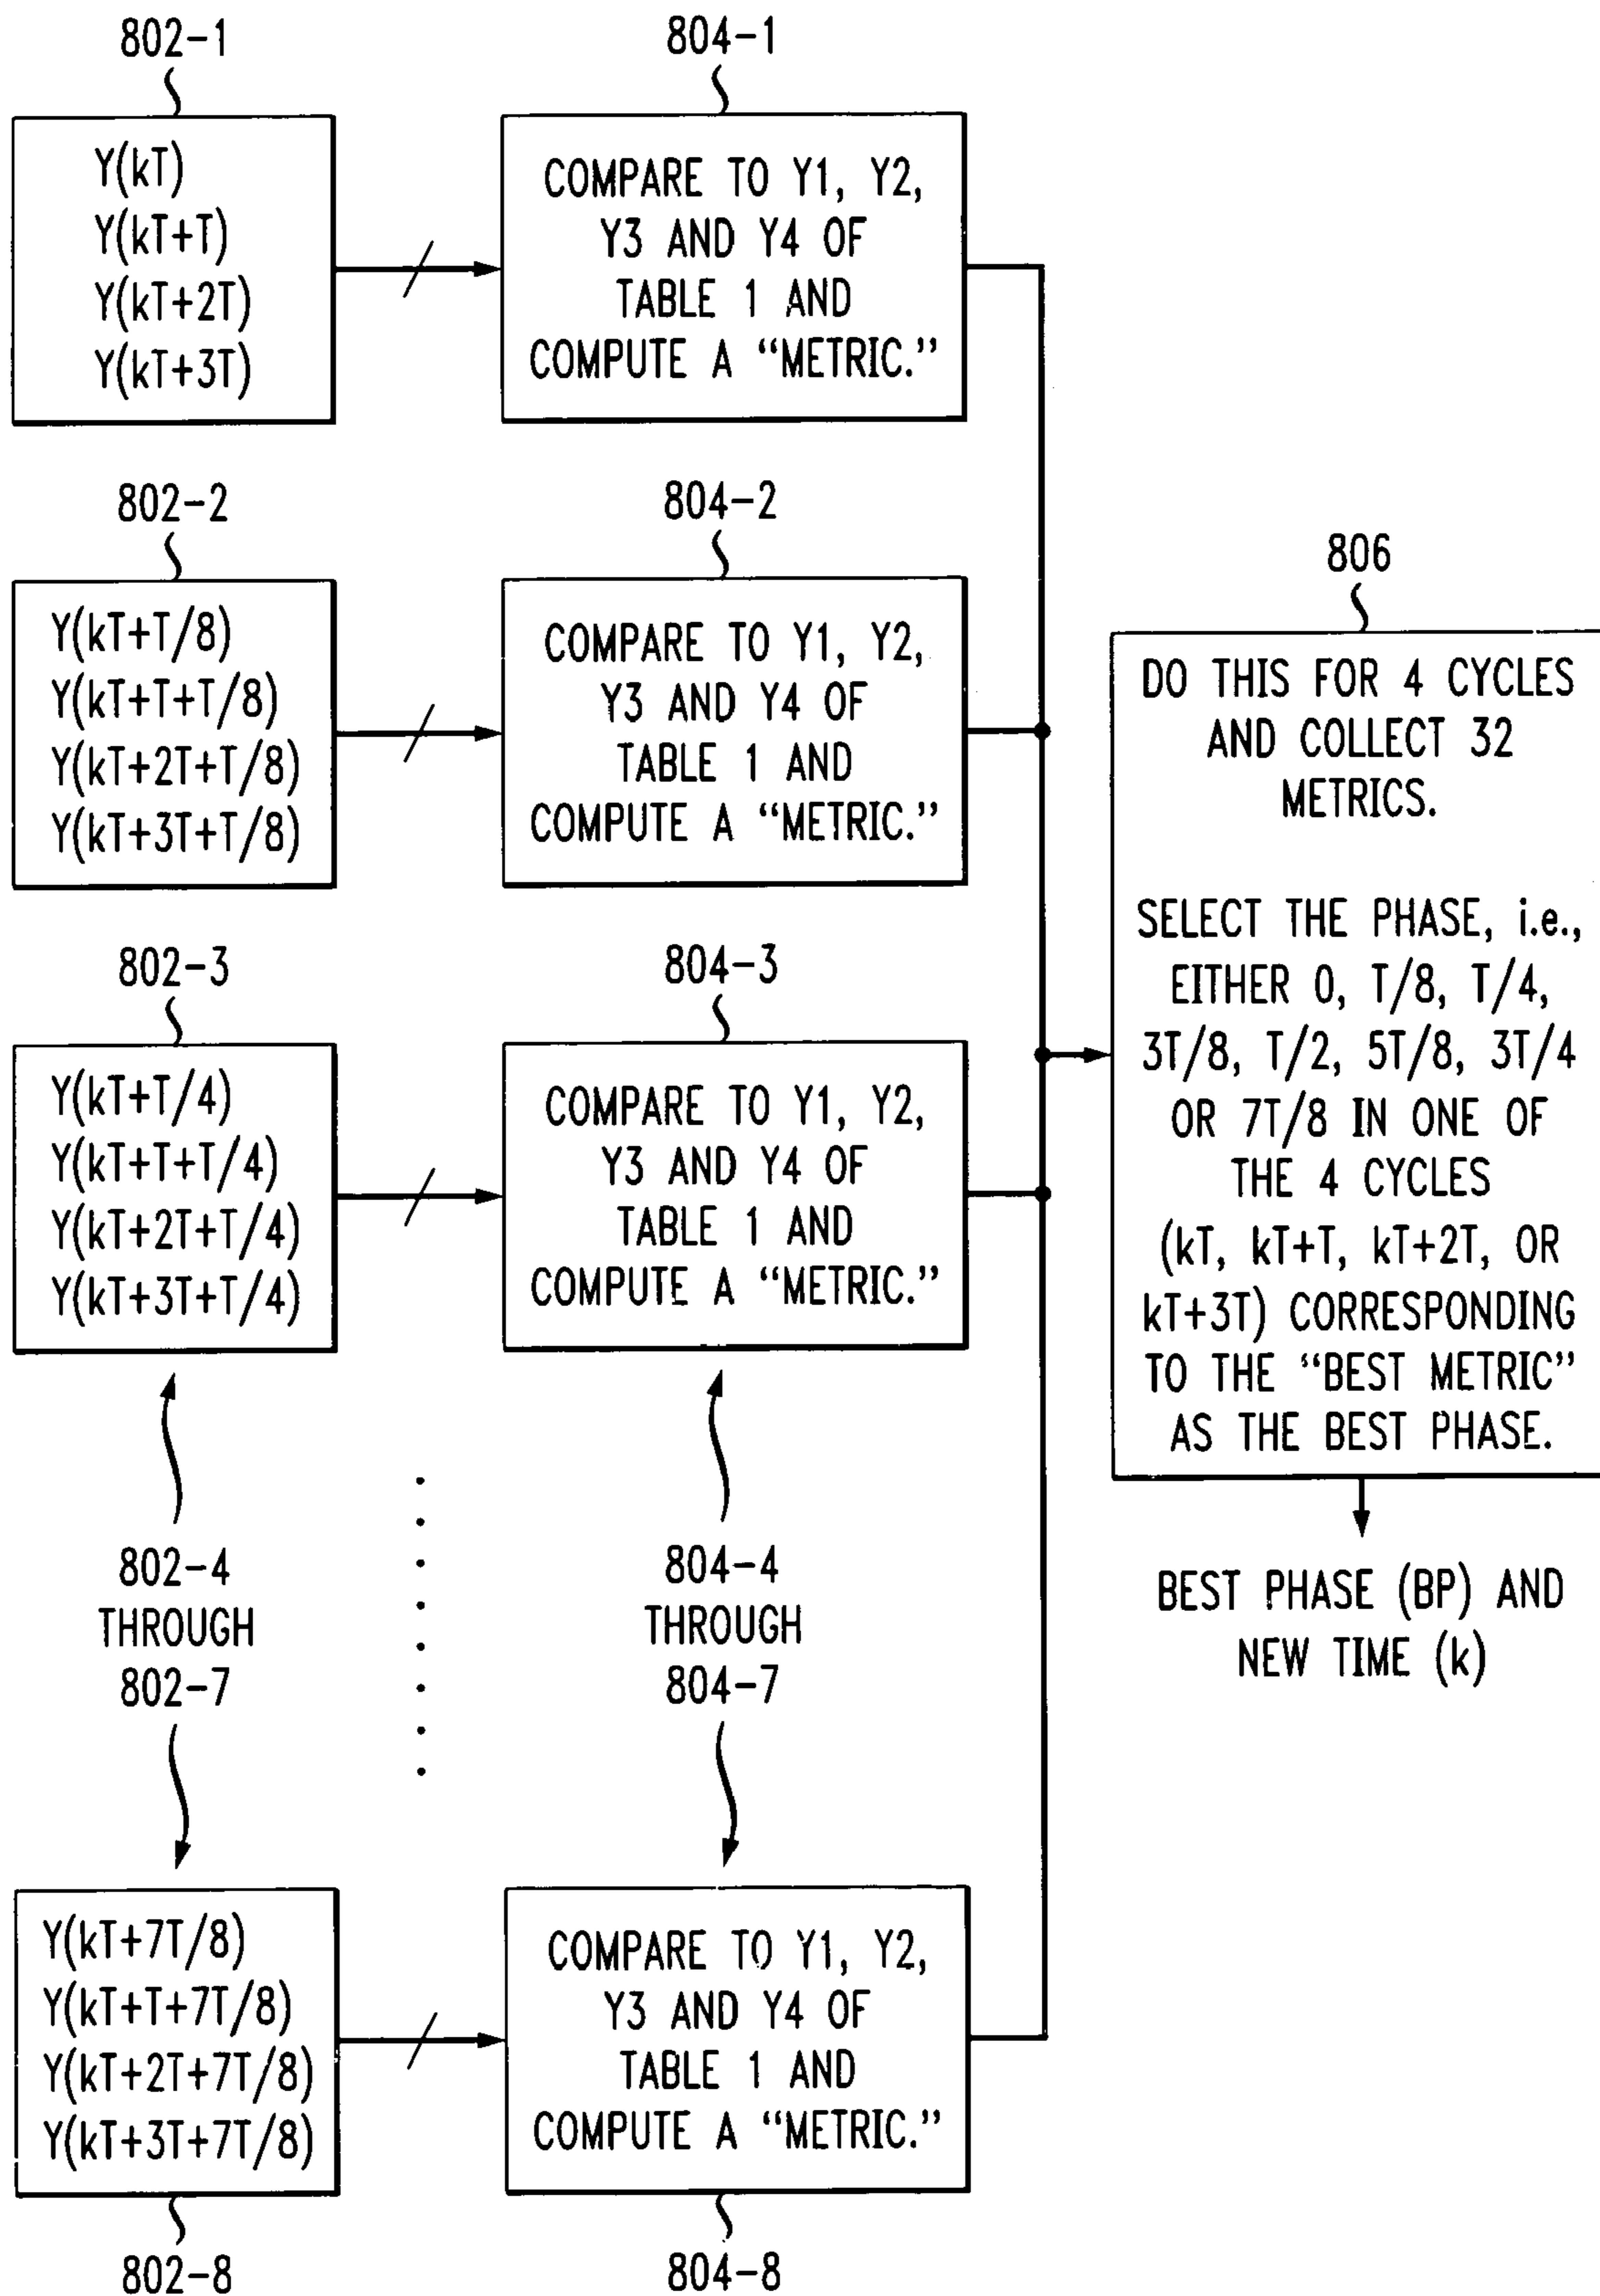 802-1
Y(kT)
Y(kT+T)
Y(kT+2T)
Y(kT+3T)
804-1
COMPARE TO Y1, Y2,
Y3 AND Y4 OF
TABLE 1 AND
COMPUTE A “METRIC.”
802-2
Y(kT+T/8)
Y(kT+T+T/8)
Y(kT+2T+T/8)
Y(kT+3T+T/8)
804-2
COMPARE TO Y1, Y2,
Y3 AND Y4 OF
TABLE 1 AND
COMPUTE A “METRIC.”
802-3
Y(kT+T/4)
Y(kT+T+T/4)
Y(kT+2T+T/4)
Y(kT+3T+T/4)
804-3
COMPARE TO Y1, Y2,
Y3 AND Y4 OF
TABLE 1 AND
COMPUTE A “METRIC.”
802-4
THROUGH
802-7
804-4
THROUGH
804-7
Y(kT+7T/8)
Y(kT+T+7T/8)
Y(kT+2T+7T/8)
Y(kT+3T+7T/8)
802-8
COMPARE TO Y1, Y2,
Y3 AND Y4 OF
TABLE 1 AND
COMPUTE A “METRIC.”
804-8
806
DO THIS FOR 4 CYCLES
AND COLLECT 32
METRICS.
SELECT THE PHASE, i.e.,
EITHER 0, T/8, T/4,
3T/8, T/2, 5T/8, 3T/4
OR 7T/8 IN ONE OF
THE 4 CYCLES
(kT, kT+T, kT+2T, OR
kT+3T) CORRESPONDING
TO THE “BEST METRIC”
AS THE BEST PHASE.
BEST PHASE (BP) AND
NEW TIME (k)